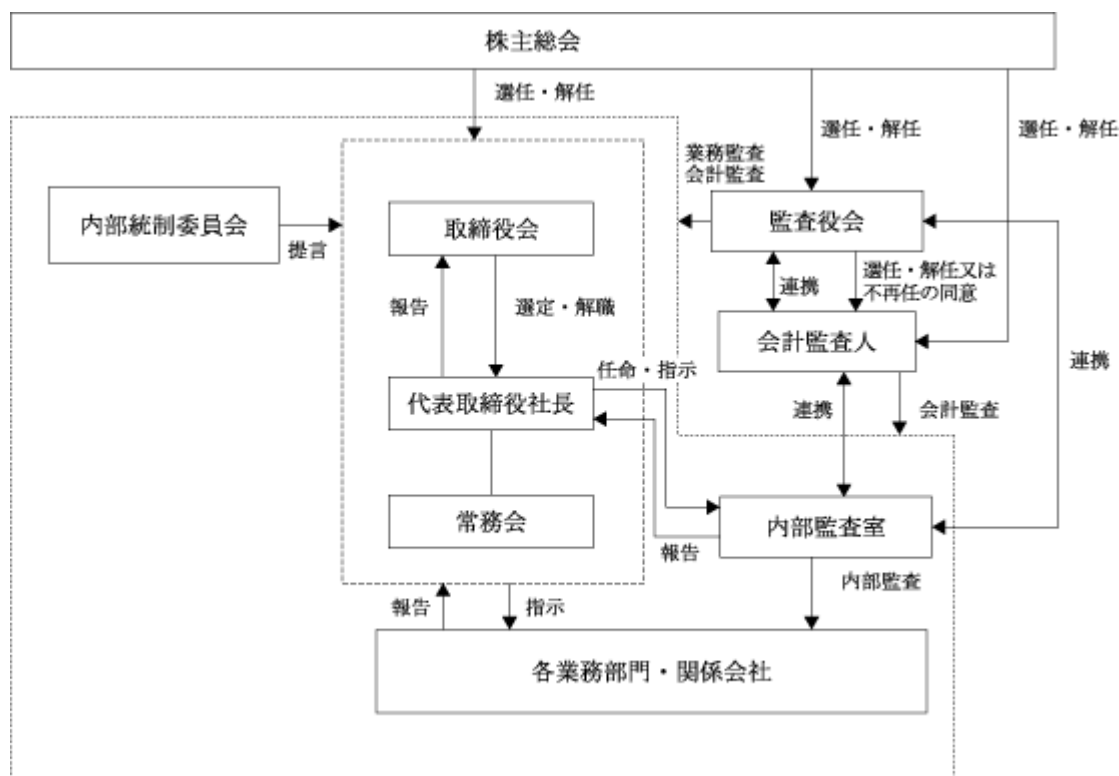 株主総会
選任・解任
選任・解任
選任・解任
業務監査
会計監査
内部統制委員会
提言
取締役会
監査役会
報告
選定・解職
連携
選任・解任又は
不再任の同意
会計監査人
連携
任命・指示
代表取締役社長
連携
会計監査
常務会
内部監査室
報告
内部監査
報告
指示
各業務部門・関係会社